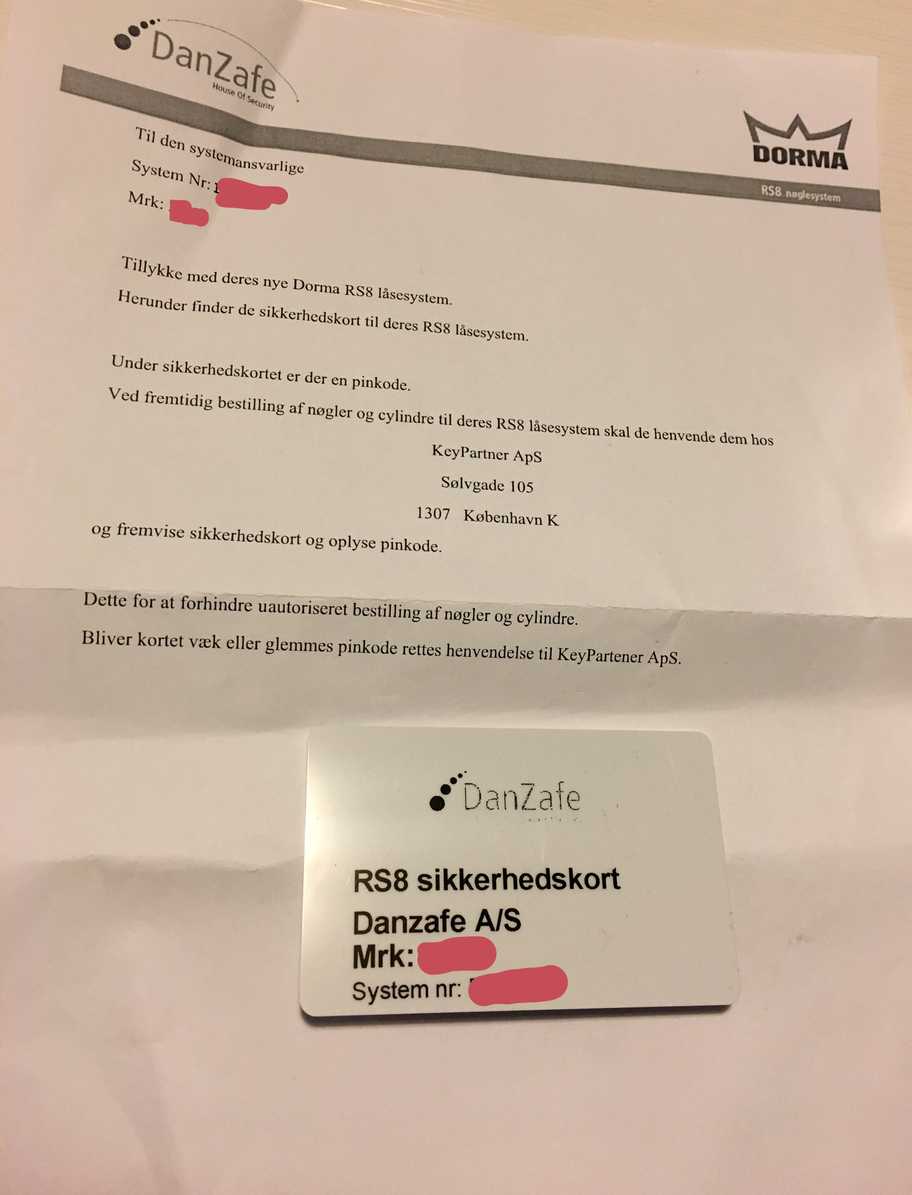 DanZafe
House Of Security
DORMA
RS8 nøglesystem
Til den systemansvarlige
System Nr:
Mrk:
Tillykke med deres nye Dorma RS8 låsesystem.
Herunder finder de sikkerhedskort til deres RS8 låsesystem.
Under sikkerhedskortet er der en pinkode.
Ved fremtidig bestilling af nøgler og cylindre til deres RS8 låsesystem skal de henvende dem hos
KeyPartner ApS
Sølvgade 105
1307 København K
og fremvise sikkerhedskort og oplyse pinkode.
Dette for at forhindre uautoriseret bestilling af nøgler og cylindre.
Bliver kortet væk eller glemmes pinkode rettes henvendelse til KeyPartener ApS.
DanZafe
RS8 sikkerhedskort
Danzafe A/S
Mrk:
System nr: